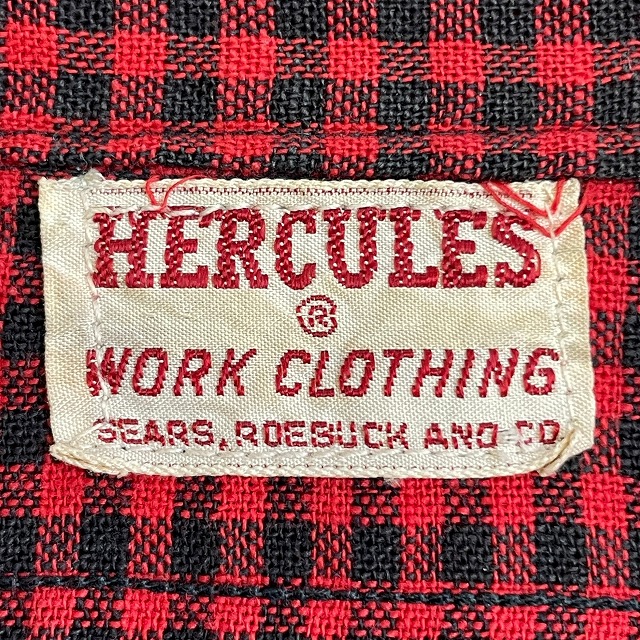 HERCULES
®
WORK CLOTHING
SEARS, ROEBUCK AND CO